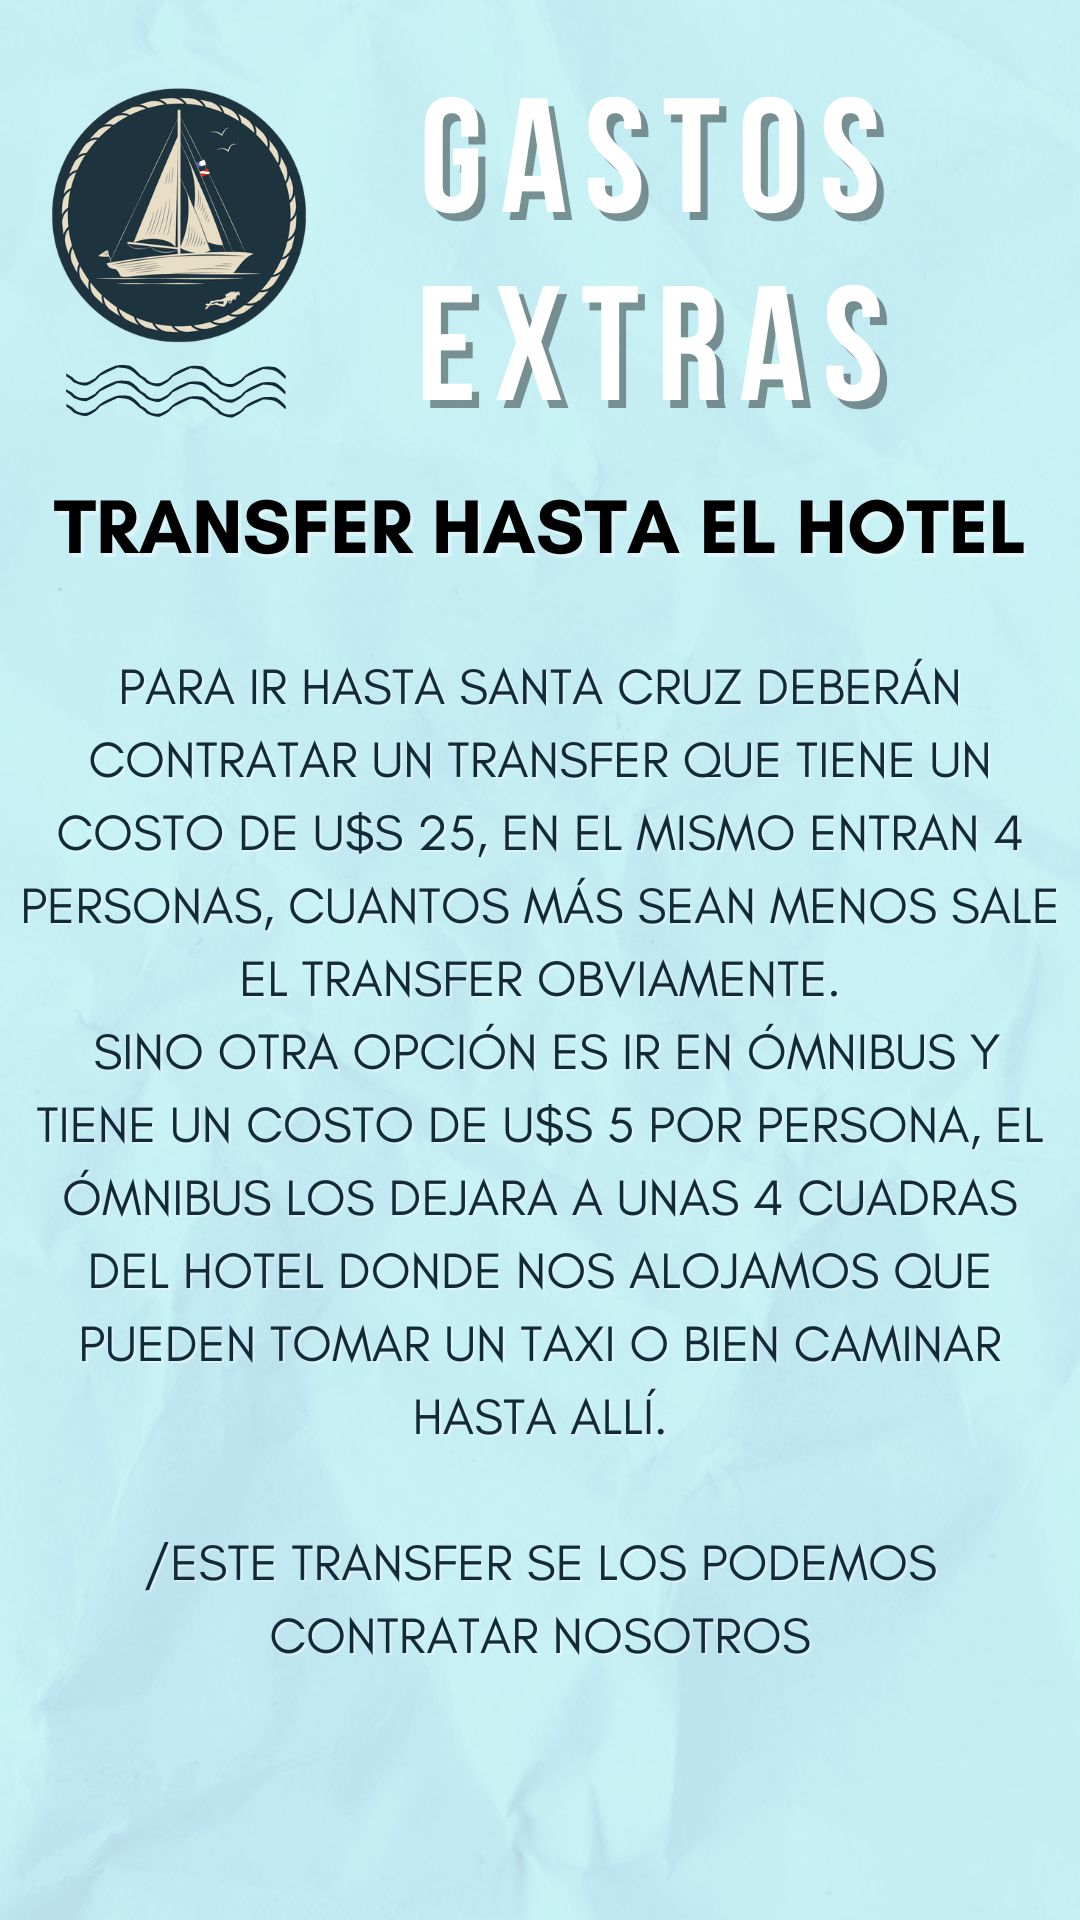 GASTOS
EXTRAS
TRANSFER HASTA EL HOTEL
PARA IR HASTA SANTA CRUZ DEBERÁN
CONTRATAR UN TRANSFER QUE TIENE UN
COSTO DE U$S 25, EN EL MISMO ENTRAN 4
PERSONAS, CUANTOS MÁS SEAN MENOS SALE
EL TRANSFER OBVIAMENTE.
SINO OTRA OPCIÓN ES IR EN ÓMNIBUS Y
TIENE UN COSTO DE U$S 5 POR PERSONA, EL
ÓMNIBUS LOS DEJARA A UNAS 4 CUADRAS
DEL HOTEL DONDE NOS ALOJAMOS QUE
PUEDEN TOMAR UN TAXI O BIEN CAMINAR
HASTA ALLÍ.
/ESTE TRANSFER SE LOS PODEMOS
CONTRATAR NOSOTROS